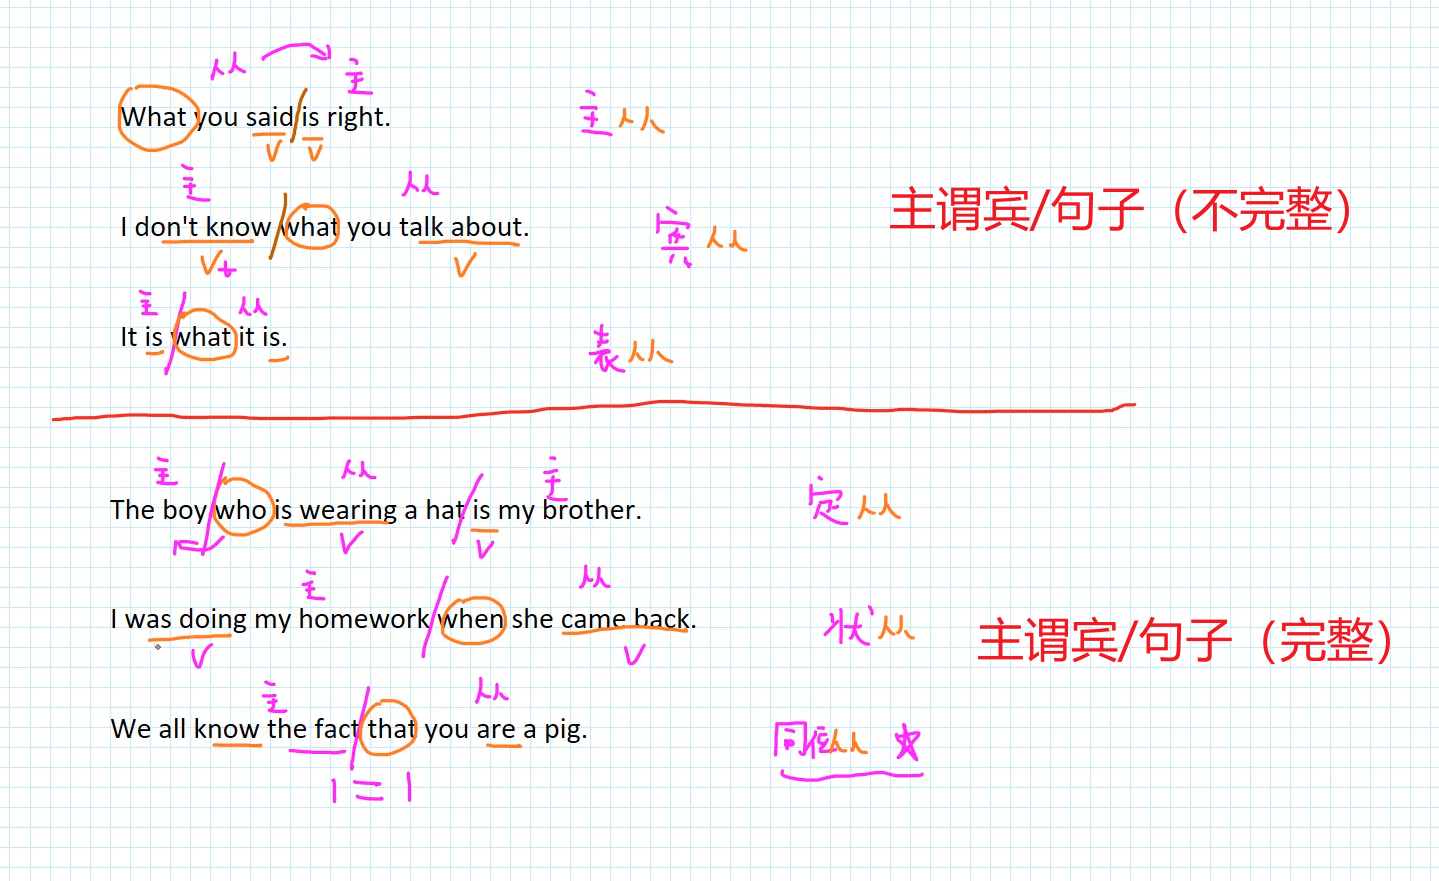 从 主
What you said is right. 主从
V V
主 从
I don't know what you talk about. 宾从
V V
主 从
It is what it is. 表从
主谓宾/句子（不完整）
主 从 主
The boy who is wearing a hat is my brother. 定从
V V
主 从
I was doing my homework when she came back. 状从
V V
主谓宾/句子（完整）
主 从
We all know the fact that you are a pig. 同位从
1 = 1